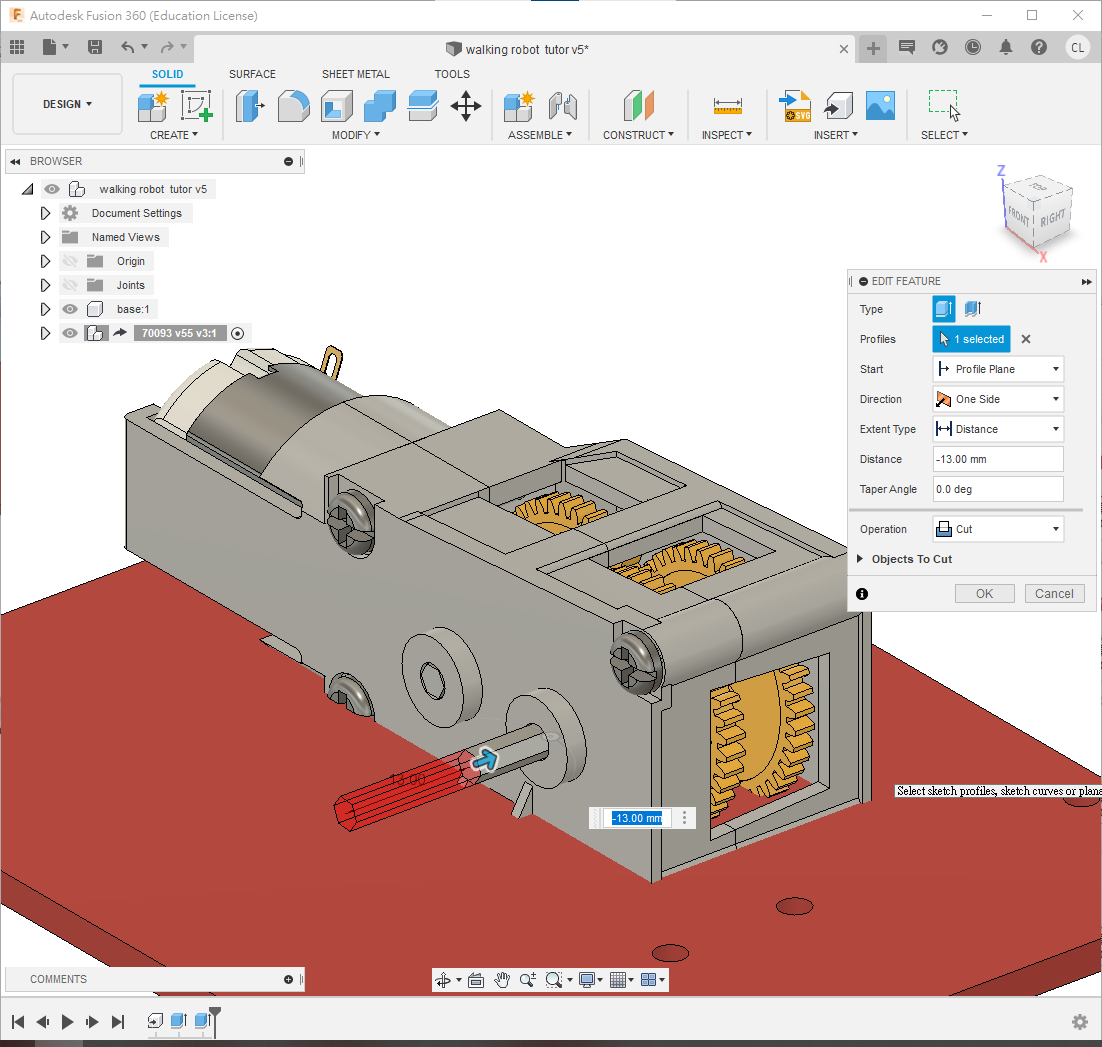 Autodesk Fusion 360 (Education License)
walking robot tutor v5*
CL
SOLID SURFACE SHEET METAL TOOLS
DESIGN
CREATE MODIFY ASSEMBLE CONSTRUCT INSPECT INSERT SELECT
SVG
BROWSER
walking robot tutor v5
Document Settings
Named Views
Origin
Joints
base:1
70093 v55 v3:1
Z
TOP
FRONT
RIGHT
X
EDIT FEATURE
Type
Profiles 1 selected
Start Profile Plane
Direction One Side
Extent Type Distance
Distance -13.00 mm
Taper Angle 0.0 deg
Operation Cut
Objects To Cut
OK Cancel
13.00
Select sketch profiles, sketch curves or plana
-13.00 mm
COMMENTS